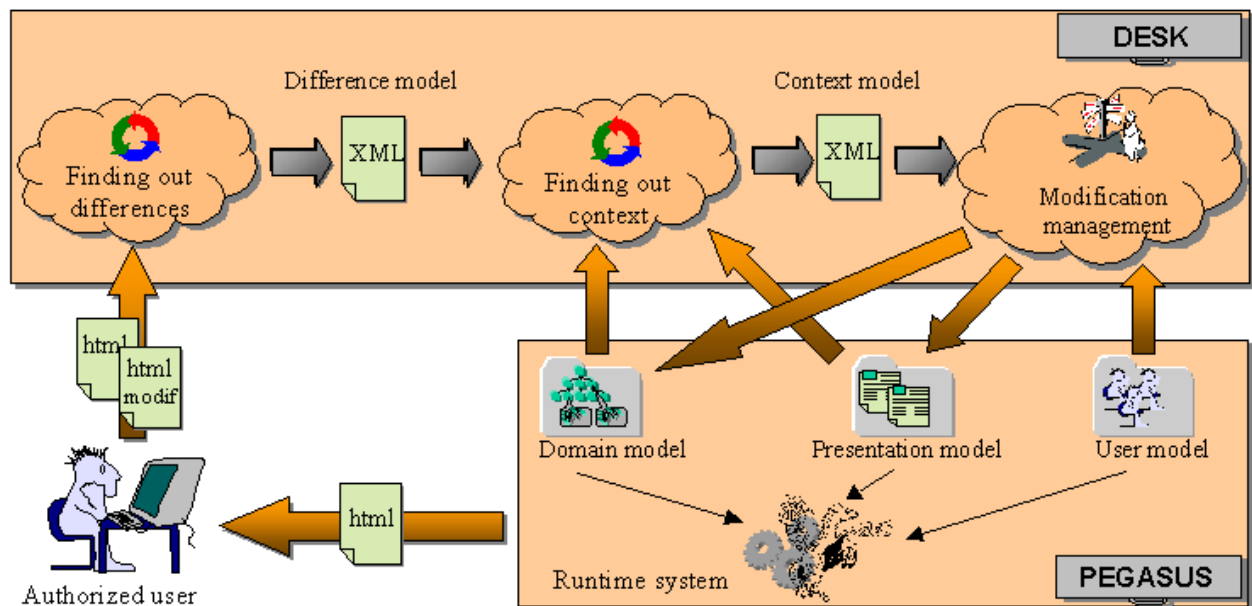 DESK
Difference model
Context model
XML
XML
Finding out
differences
Finding out
context
Modification
management
html
html
modif
Domain model
Presentation model
User model
html
Runtime system
PEGASUS
Authorized user